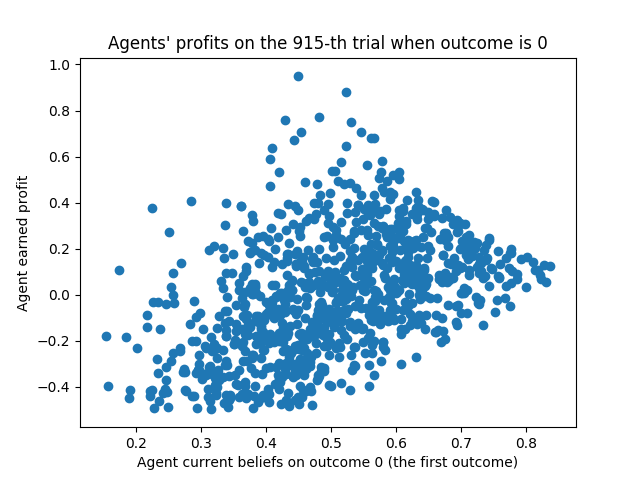 Agents' profits on the 915-th trial when outcome is 0
1.0
0.8
0.6
0.4
0.2
0.0
−0.2
−0.4
Agent earned profit
0.2 0.3 0.4 0.5 0.6 0.7 0.8
Agent current beliefs on outcome 0 (the first outcome)